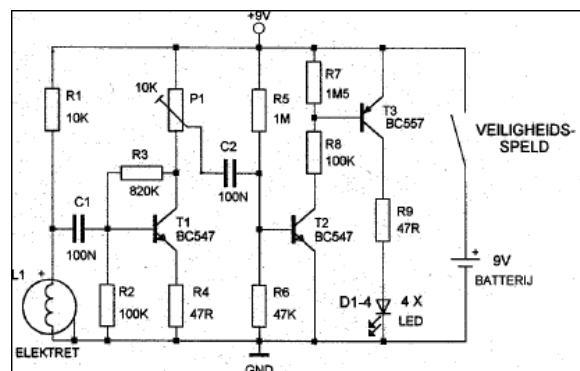 +9V
R1
10K
10K
P1
R5
1M
R7
1M5
T3
BC557
VEILIGHEIDS-
SPELD
R3
820K
C2
100N
R8
100K
C1
100N
T1
BC547
T2
BC547
R9
47R
+
9V
BATTERIJ
L1
+
R2
100K
R4
47R
R6
47K
D1-4
4 X
LED
ELEKTRET
GND